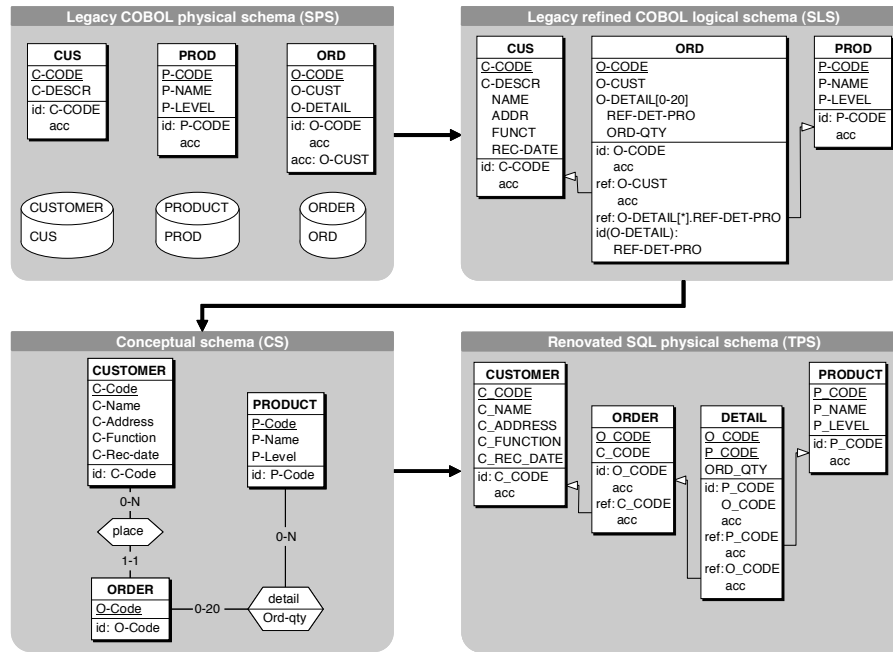 Legacy COBOL physical schema (SPS)
CUS
C-CODE
C-DESCR
id: C-CODE
acc
PROD
P-CODE
P-NAME
P-LEVEL
id: P-CODE
acc
ORD
O-CODE
O-CUST
O-DETAIL
id: O-CODE
acc
acc: O-CUST
CUSTOMER
CUS
PRODUCT
PROD
ORDER
ORD
Legacy refined COBOL logical schema (SLS)
CUS
C-CODE
C-DESCR
NAME
ADDR
FUNCT
REC-DATE
id: C-CODE
acc
ORD
O-CODE
O-CUST
O-DETAIL[0-20]
REF-DET-PRO
ORD-QTY
id: O-CODE
acc
ref: O-CUST
acc
ref: O-DETAIL[*].REF-DET-PRO
id(O-DETAIL):
REF-DET-PRO
PROD
P-CODE
P-NAME
P-LEVEL
id: P-CODE
acc
Conceptual schema (CS)
CUSTOMER
C-Code
C-Name
C-Address
C-Function
C-Rec-date
id: C-Code
0-N
place
1-1
ORDER
O-Code
id: O-Code
0-20
detail
Ord-qty
0-N
PRODUCT
P-Code
P-Name
P-Level
id: P-Code
Renovated SQL physical schema (TPS)
CUSTOMER
C_CODE
C_NAME
C_ADDRESS
C_FUNCTION
C_REC_DATE
id: C_CODE
acc
ORDER
O_CODE
C_CODE
id: O_CODE
acc
ref: C_CODE
acc
DETAIL
O_CODE
P_CODE
ORD_QTY
id: P_CODE
O_CODE
acc
ref: P_CODE
acc
ref: O_CODE
acc
PRODUCT
P_CODE
P_NAME
P_LEVEL
id: P_CODE
acc